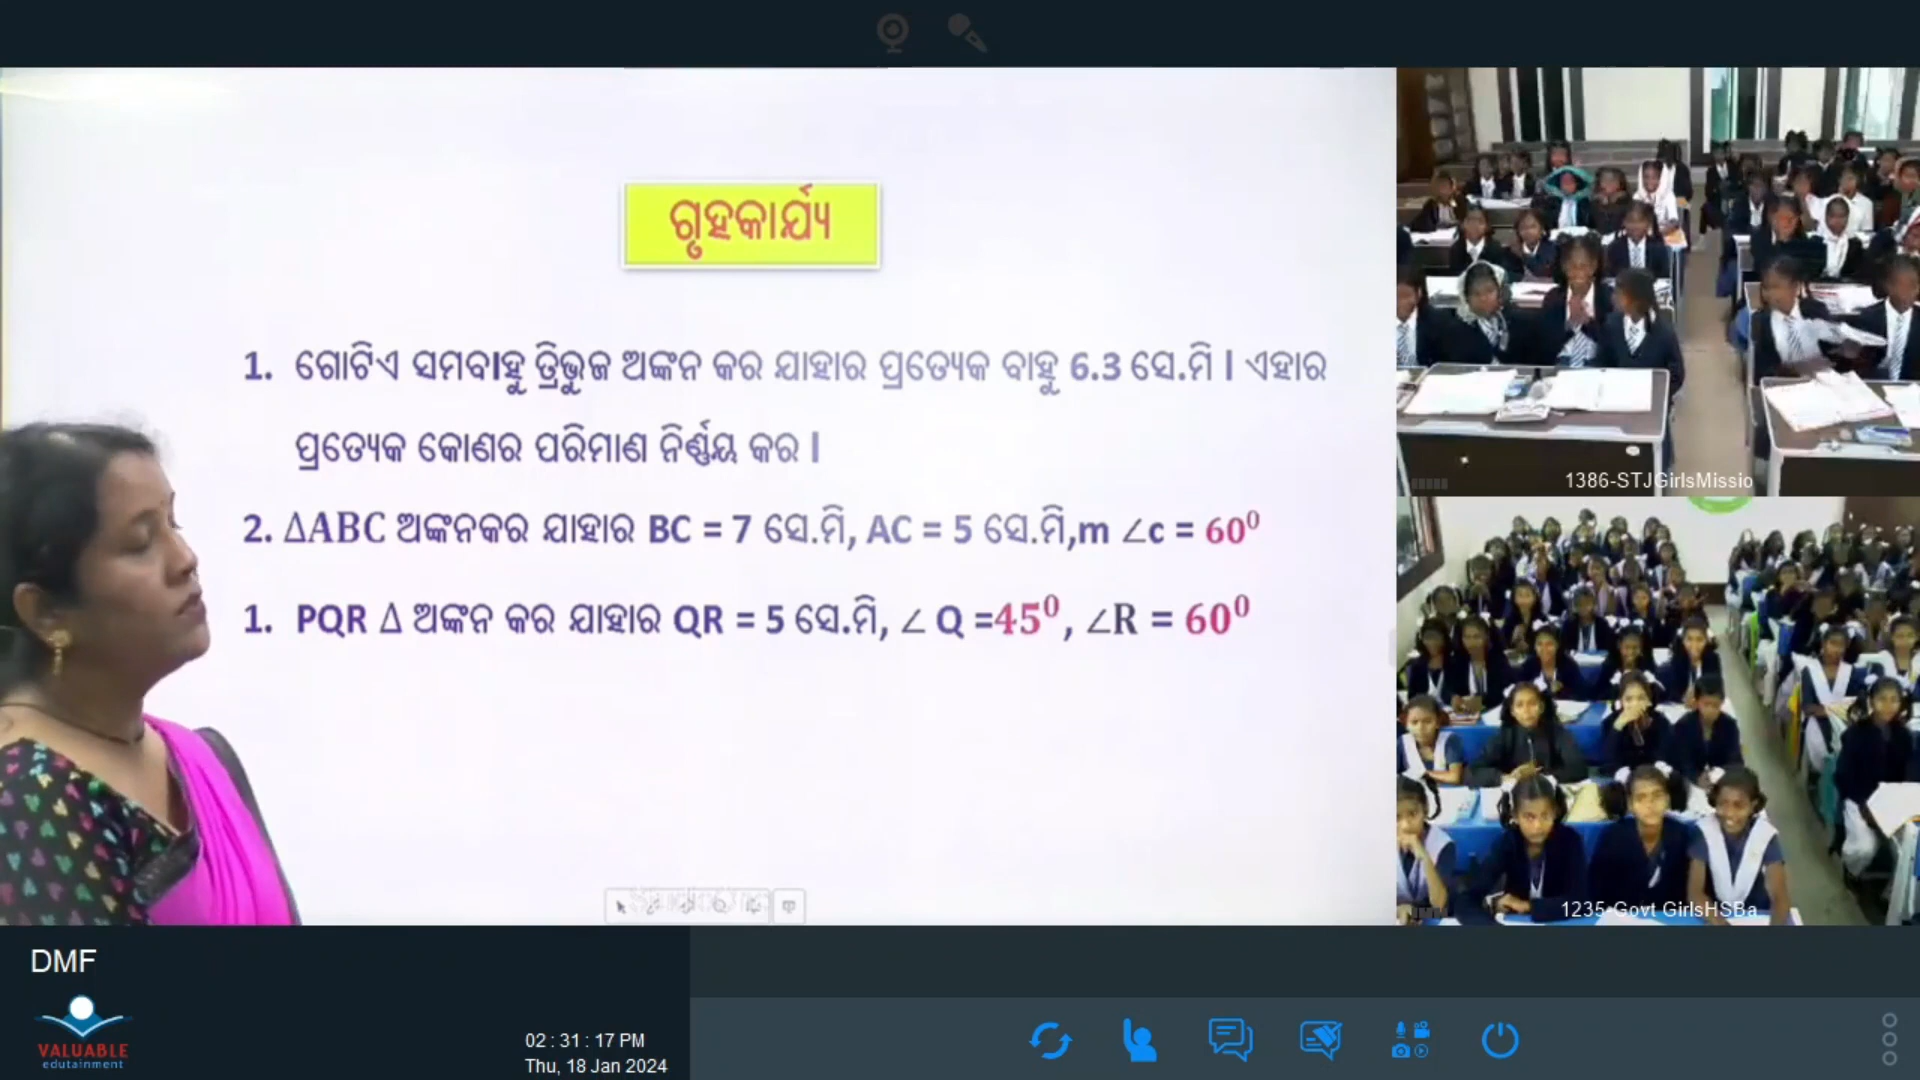 ଗୃହକାର୍ଯ୍ୟ
1. ଗୋଟିଏ ସମବାହୁ ତ୍ରିଭୁଜ ଅଙ୍କନ କର ଯାହାର ପ୍ରତ୍ୟେକ ବାହୁ 6.3 ସେ.ମି l ଏହାର
ପ୍ରତ୍ୟେକ କୋଣର ପରିମାଣ ନିର୍ଣ୍ଣୟ କର l
2. ∆ABC ଅଙ୍କନକର ଯାହାର BC = 7 ସେ.ମି, AC = 5 ସେ.ମି,m ∠c = 60⁰
1. PQR ∆ ଅଙ୍କନ କର ଯାହାର QR = 5 ସେ.ମି, ∠ Q =45⁰, ∠R = 60⁰
1386-STJGirlsMissio
1235-Govt GirlsHSBa
DMF
VALUABLE
edutainment
02 : 31 : 17 PM
Thu, 18 Jan 2024